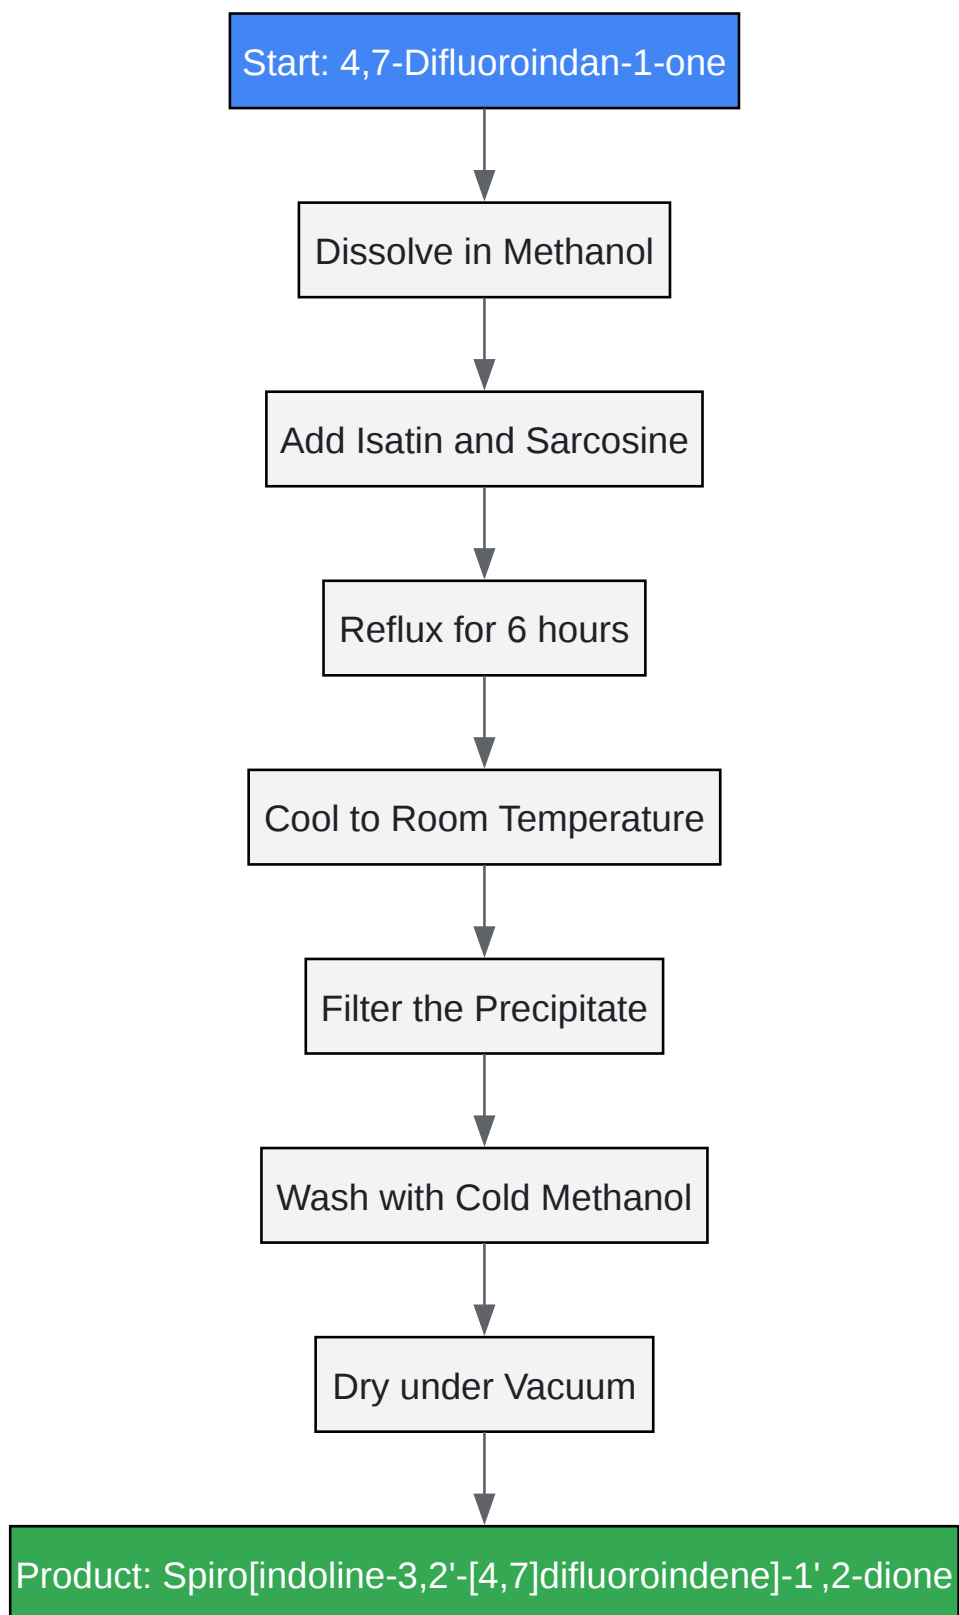 Start: 4,7-Difluoroindan-1-one
Dissolve in Methanol
Add Isatin and Sarcosine
Reflux for 6 hours
Cool to Room Temperature
Filter the Precipitate
Wash with Cold Methanol
Dry under Vacuum
Product: Spiro[indoline-3,2'-[4,7]difluoroindene]-1',2-dione